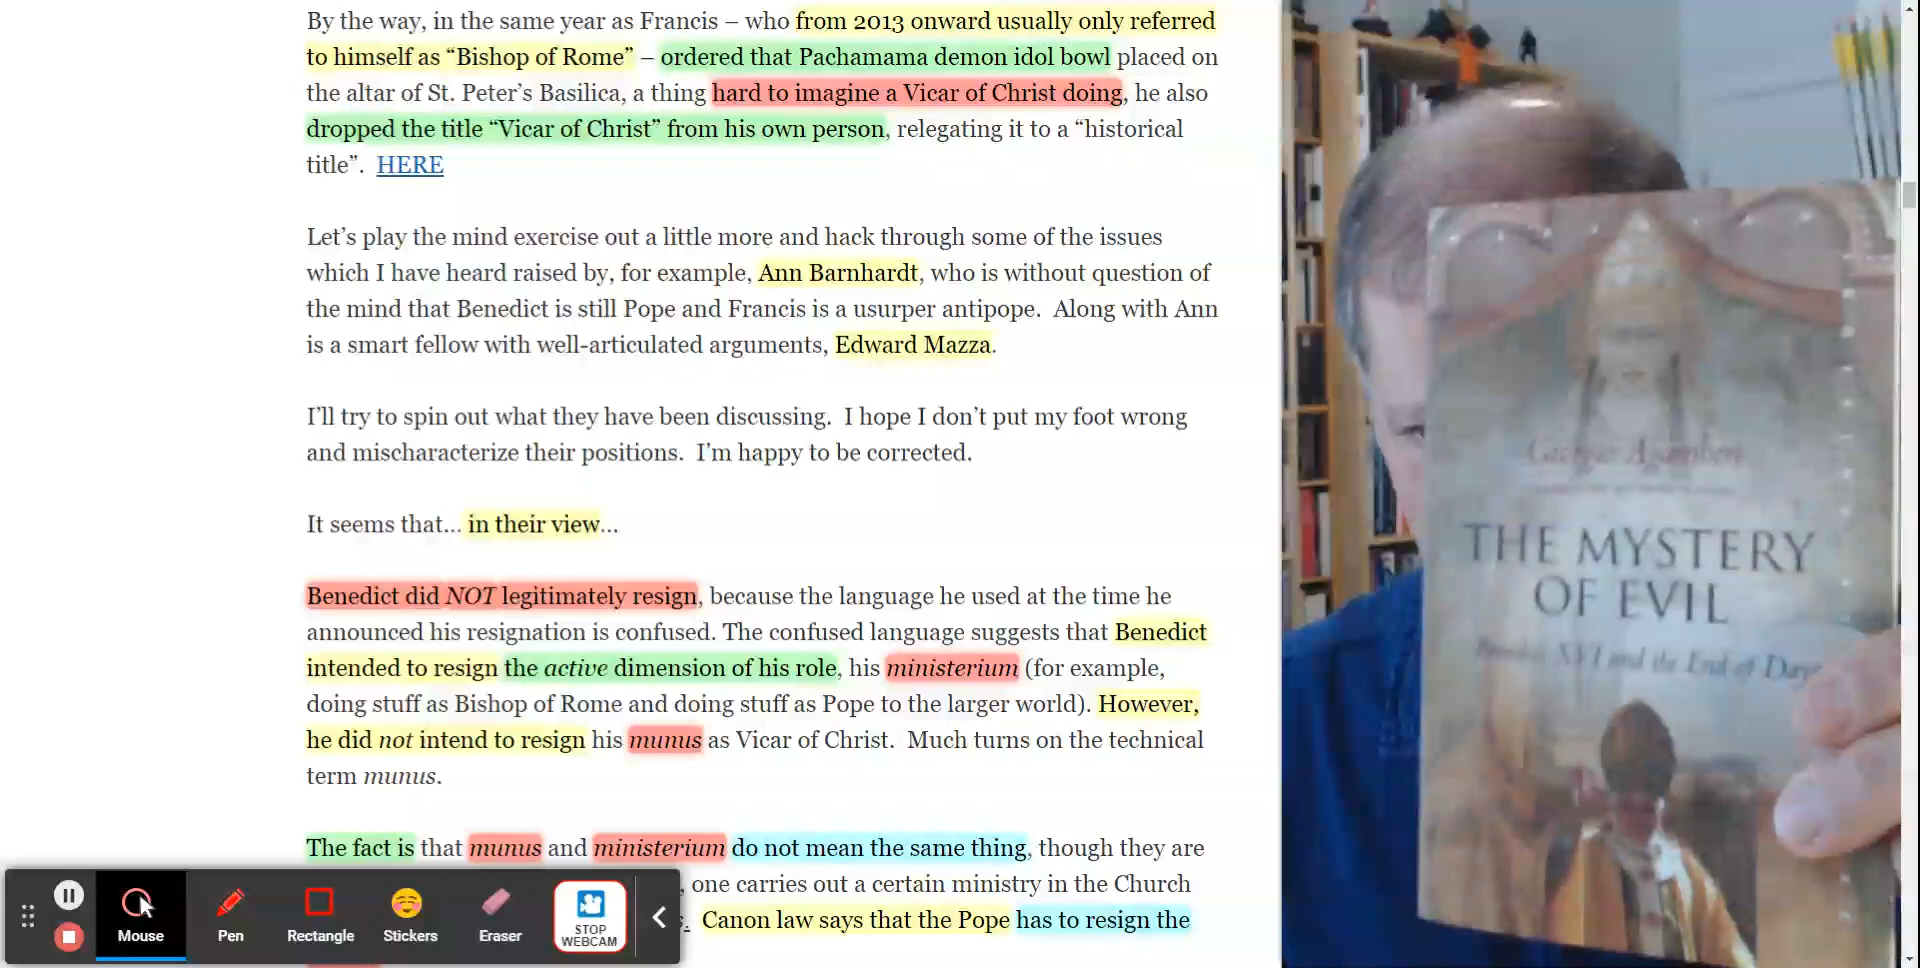 By the way, in the same year as Francis – who from 2013 onward usually only referred
to himself as “Bishop of Rome” – ordered that Pachamama demon idol bowl placed on
the altar of St. Peter’s Basilica, a thing hard to imagine a Vicar of Christ doing, he also
dropped the title “Vicar of Christ” from his own person, relegating it to a “historical
title”.  HERE
Let’s play the mind exercise out a little more and hack through some of the issues
which I have heard raised by, for example, Ann Barnhardt, who is without question of
the mind that Benedict is still Pope and Francis is a usurper antipope.  Along with Ann
is a smart fellow with well-articulated arguments, Edward Mazza.
I’ll try to spin out what they have been discussing.  I hope I don’t put my foot wrong
and mischaracterize their positions.  I’m happy to be corrected.
It seems that… in their view…
Benedict did NOT legitimately resign, because the language he used at the time he
announced his resignation is confused. The confused language suggests that Benedict
intended to resign the active dimension of his role, his ministerium (for example,
doing stuff as Bishop of Rome and doing stuff as Pope to the larger world). However,
he did not intend to resign his munus as Vicar of Christ.  Much turns on the technical
term munus.
The fact is that munus and ministerium do not mean the same thing, though they are
, one carries out a certain ministry in the Church
s.  Canon law says that the Pope has to resign the
Mouse
Pen
Rectangle
Stickers
Eraser
STOP
WEBCAM
Giorgio Agamben
THE MYSTERY
OF EVIL
Benedict XVI and the End of Days